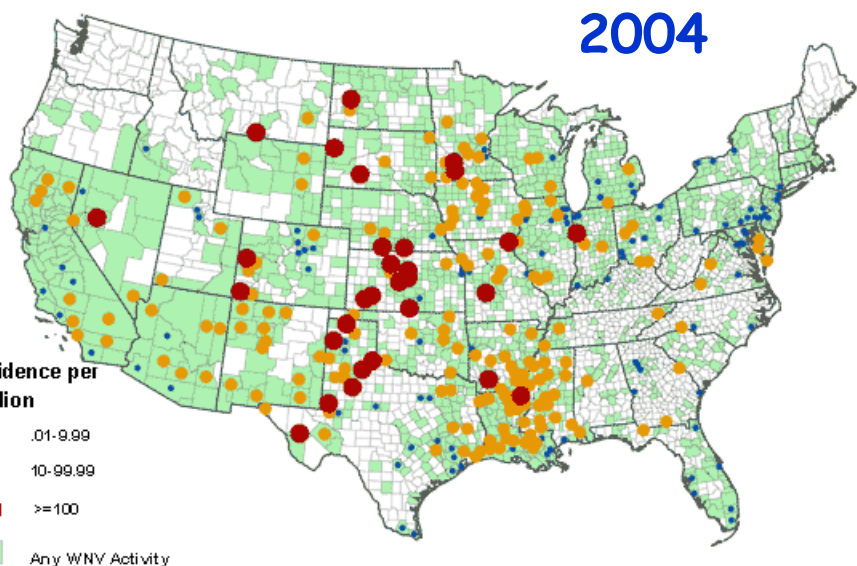 2004
idence per
lion
.01-9.99
10-99.99
>=100
Any WNV Activity